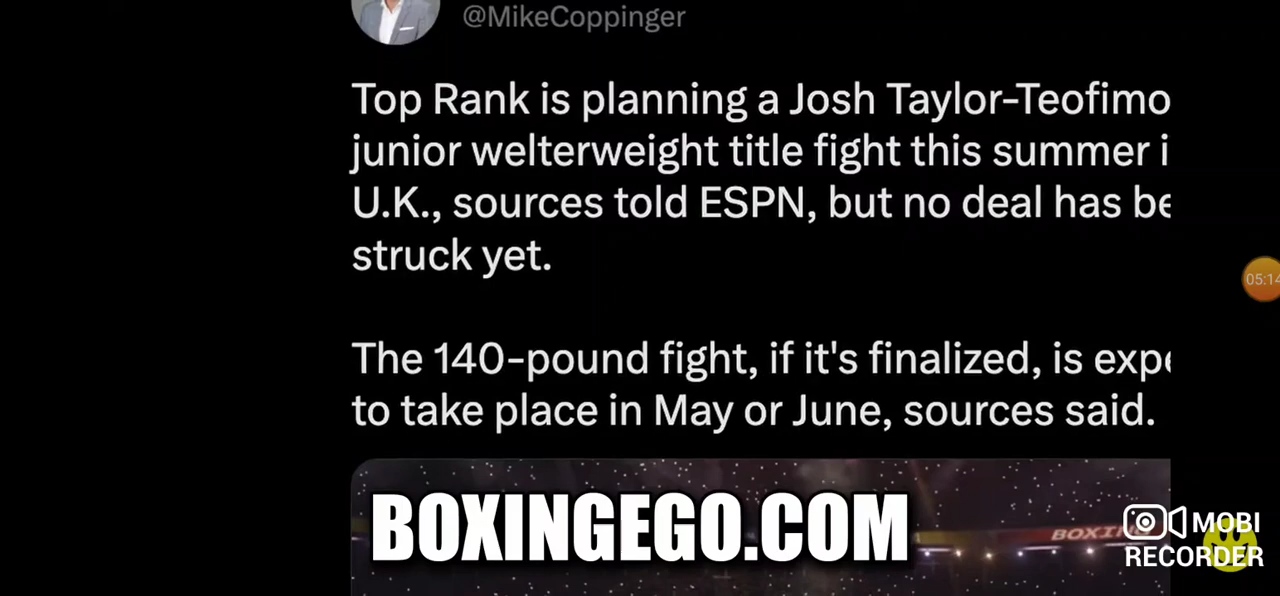 @MikeCoppinger
Top Rank is planning a Josh Taylor-Teofimo
junior welterweight title fight this summer i
U.K., sources told ESPN, but no deal has be
struck yet.
The 140-pound fight, if it's finalized, is expe
to take place in May or June, sources said.
BOXINGEGO.COM
BOXIN
05:14
MOBI
RECORDER